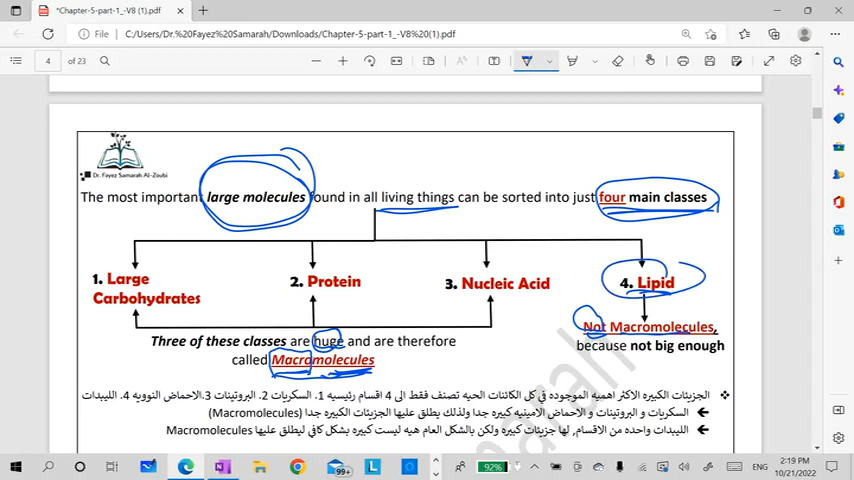 *Chapter-5-part-1_-V8 (1).pdf
File
C:/Users/Dr.%20Fayez%20Samarah/Downloads/Chapter-5-part-1_-V8%20(1).pdf
4 of 23
Dr. Fayez Samarah Al-Zoubi
The most important large molecules found in all living things can be sorted into just four main classes
1. Large Carbohydrates
2. Protein
3. Nucleic Acid
4. Lipid
Three of these classes are huge and are therefore
called Macromolecules
Not Macromolecules,
because not big enough
❖ الجزيئات الكبيره الاكثر اهميه الموجوده في كل الكائنات الحيه تصنف فقط الى 4 اقسام رئيسيه 1. السكريات 2. البروتينات 3.الاحماض النوويه 4. الليبدات
السكريات و البروتينات و الاحماض الامينيه كبيره جدا ولذلك يطلق عليها الجزيئات الكبيره جدا (Macromolecules)
الليبدات واحده من الاقسام, لها جزيئات كبيره ولكن بالشكل العام هيه ليست كبيره بشكل كافي ليطلق عليها Macromolecules
99+
92%
ENG
2:19 PM
10/21/2022